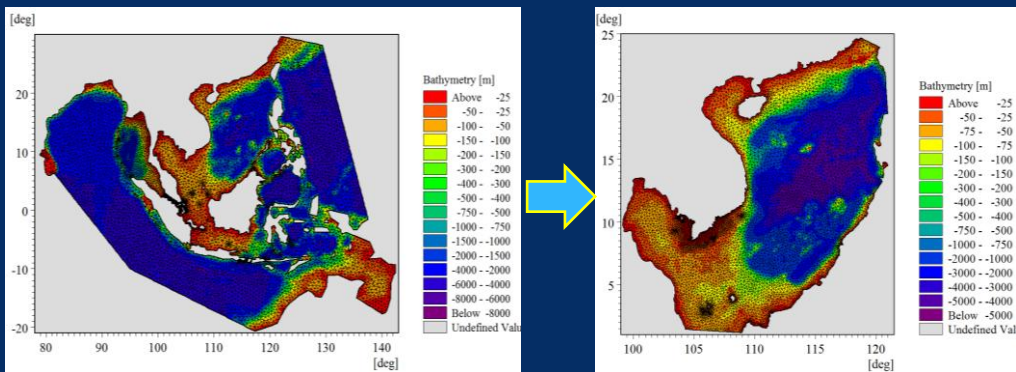 [deg]
20
10
0
-10
-20
80
90
100
110
120
130
140
[deg]
Bathymetry [m]
Above -25
-50 - -25
-100 - -50
-150 - -100
-200 - -150
-300 - -200
-400 - -300
-500 - -400
-750 - -500
-1000 - -750
-1500 - -1000
-2000 - -1500
-4000 - -2000
-6000 - -4000
-8000 - -6000
Below -8000
Undefined Valu
[deg]
25
20
15
10
5
100
105
110
115
120
[deg]
Bathymetry [m]
Above -25
-50 - -25
-75 - -50
-100 - -75
-150 - -100
-200 - -150
-300 - -200
-400 - -300
-500 - -400
-750 - -500
-1000 - -750
-2000 - -1000
-3000 - -2000
-4000 - -3000
-5000 - -4000
Below -5000
Undefined Val